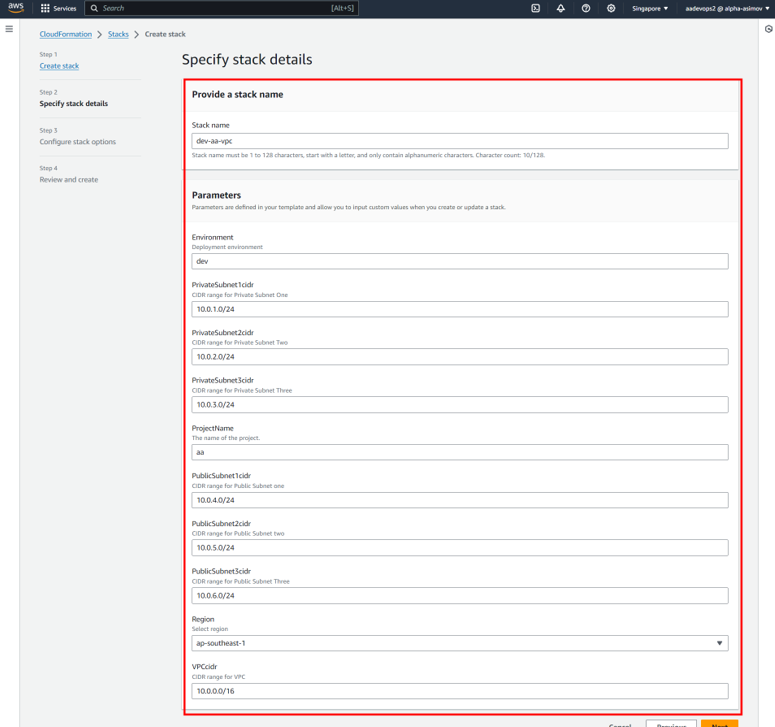 aws
Services
Search
[Alt+S]
Singapore
aadevops2 @ alpha-asimov
CloudFormation
Stacks
Create stack
Step 1
Create stack
Step 2
Specify stack details
Step 3
Configure stack options
Step 4
Review and create
Specify stack details
Provide a stack name
Stack name
dev-aa-vpc
Stack name must be 1 to 128 characters, start with a letter, and only contain alphanumeric characters. Character count: 10/128.
Parameters
Parameters are defined in your template and allow you to input custom values when you create or update a stack.
Environment
Deployment environment
dev
PrivateSubnet1cidr
CIDR range for Private Subnet One
10.0.1.0/24
PrivateSubnet2cidr
CIDR range for Private Subnet Two
10.0.2.0/24
PrivateSubnet3cidr
CIDR range for Private Subnet Three
10.0.3.0/24
ProjectName
The name of the project.
aa
PublicSubnet1cidr
CIDR range for Public Subnet one
10.0.4.0/24
PublicSubnet2cidr
CIDR range for Public Subnet two
10.0.5.0/24
PublicSubnet3cidr
CIDR range for Public Subnet Three
10.0.6.0/24
Region
Select region
ap-southeast-1
VPCcidr
CIDR range for VPC
10.0.0.0/16
Cancel
Previous
Next